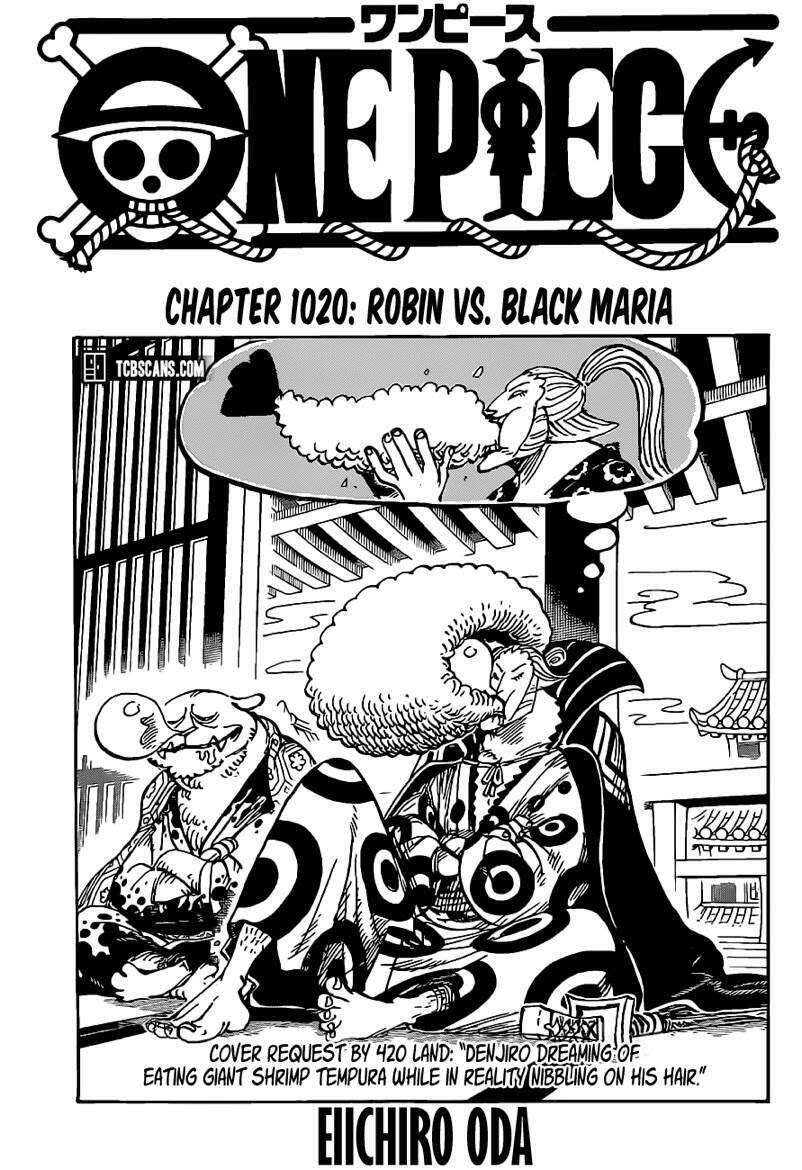 ワンピース
ONE PIECE
CHAPTER 1020: ROBIN VS. BLACK MARIA
TCBSCANS.COM
COVER REQUEST BY 420 LAND: "DENJIRO DREAMING OF
EATING GIANT SHRIMP TEMPURA WHILE IN REALITY NIBBLING ON HIS HAIR."
EIICHIRO ODA